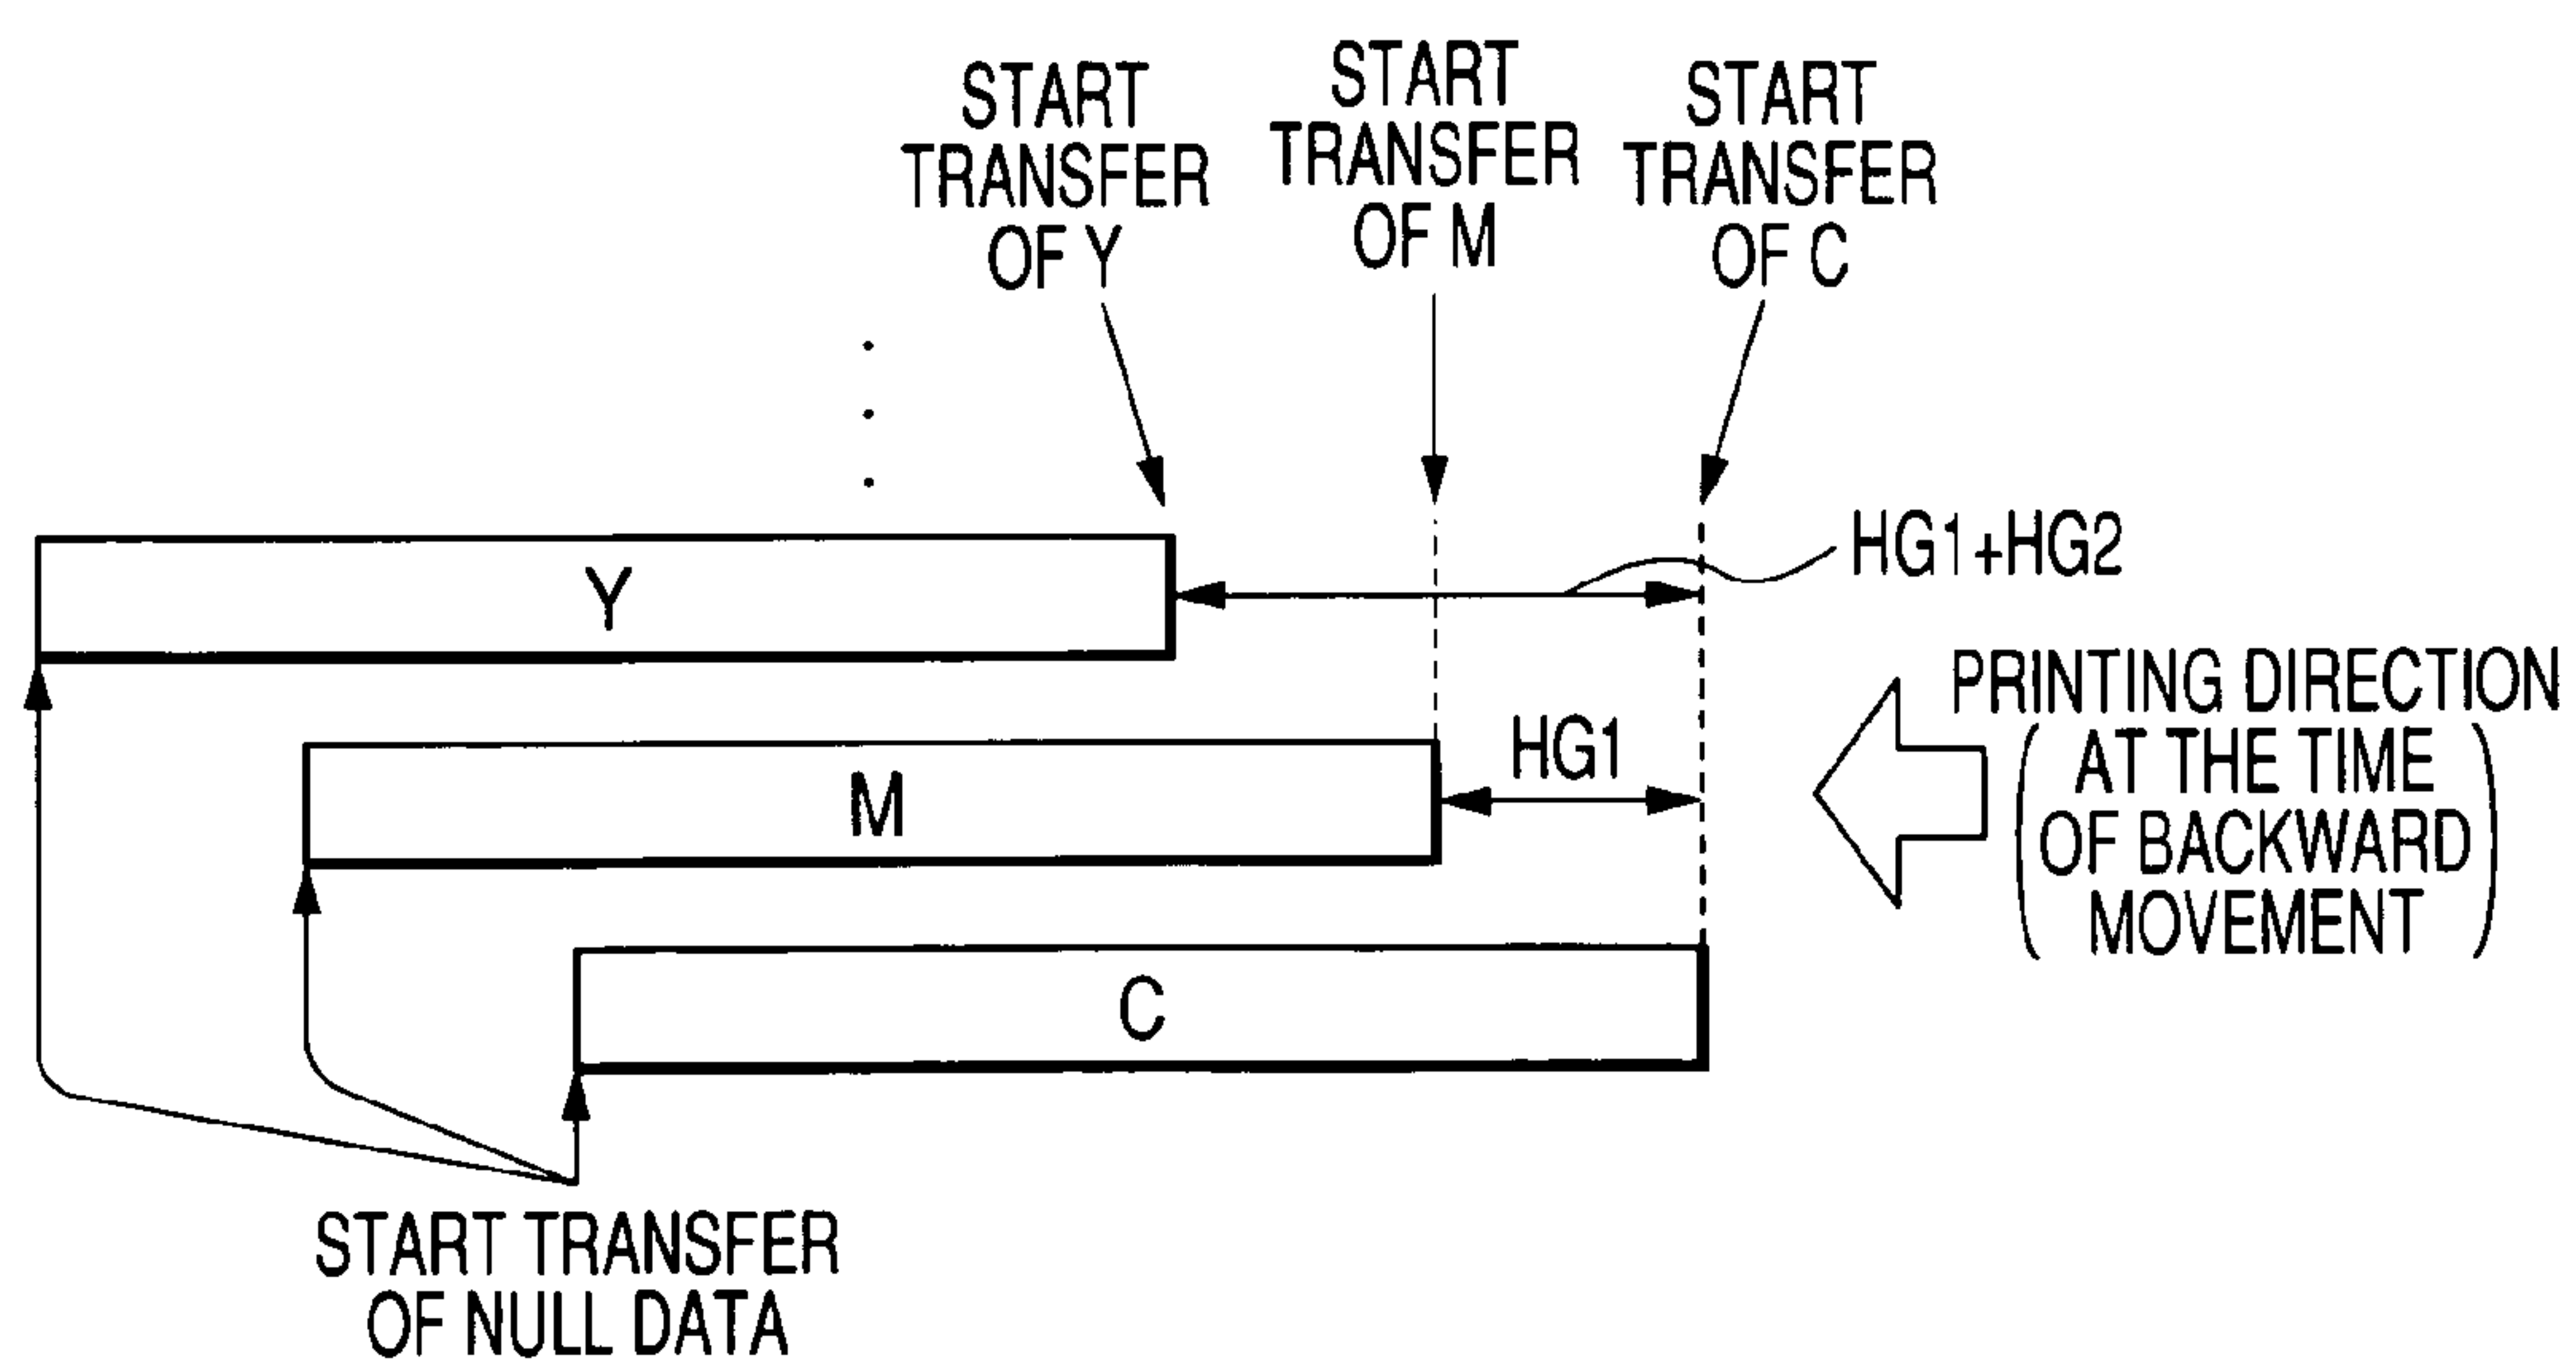 START
TRANSFER
OF Y
START
TRANSFER
OF M
START
TRANSFER
OF C
HG1+HG2
Y
PRINTING DIRECTION
AT THE TIME
OF BACKWARD
MOVEMENT
HG1
M
C
START TRANSFER
OF NULL DATA